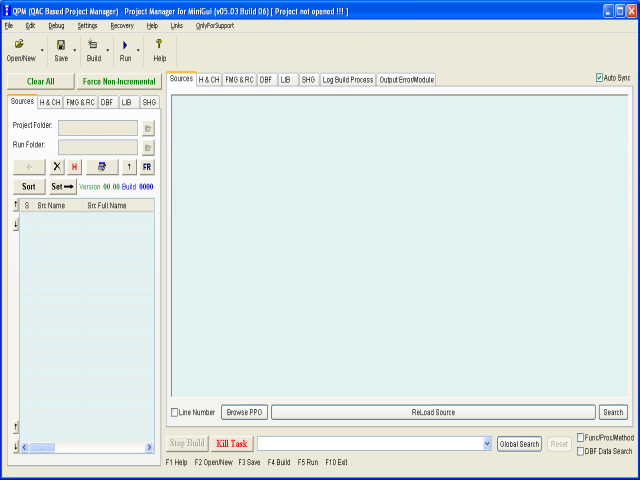 QPM (QAC Based Project Manager) - Project Manager for MiniGui (v05.03 Build 06) [ Project not opened !!! ]
File Edit Debug Settings Recovery Help Links OnlyForSupport
Open/New Save Build Run Help
Clear All Force Non-Incremental
Sources H & CH FMG & RC DBF LIB SHG
Project Folder:
Run Folder:
X H ↑ FR
Sort Set Version 00.00 Build 0000
S Src Name Src Full Name
Sources H & CH FMG & RC DBF LIB SHG Log Build Process Output Error/Module Auto Sync
Line Number Browse PPO ReLoad Source Search
Stop Build Kill Task Global Search Reset Func/Proc/Method
DBF Data Search
F1 Help F2 Open/New F3 Save F4 Build F5 Run F10 Exit